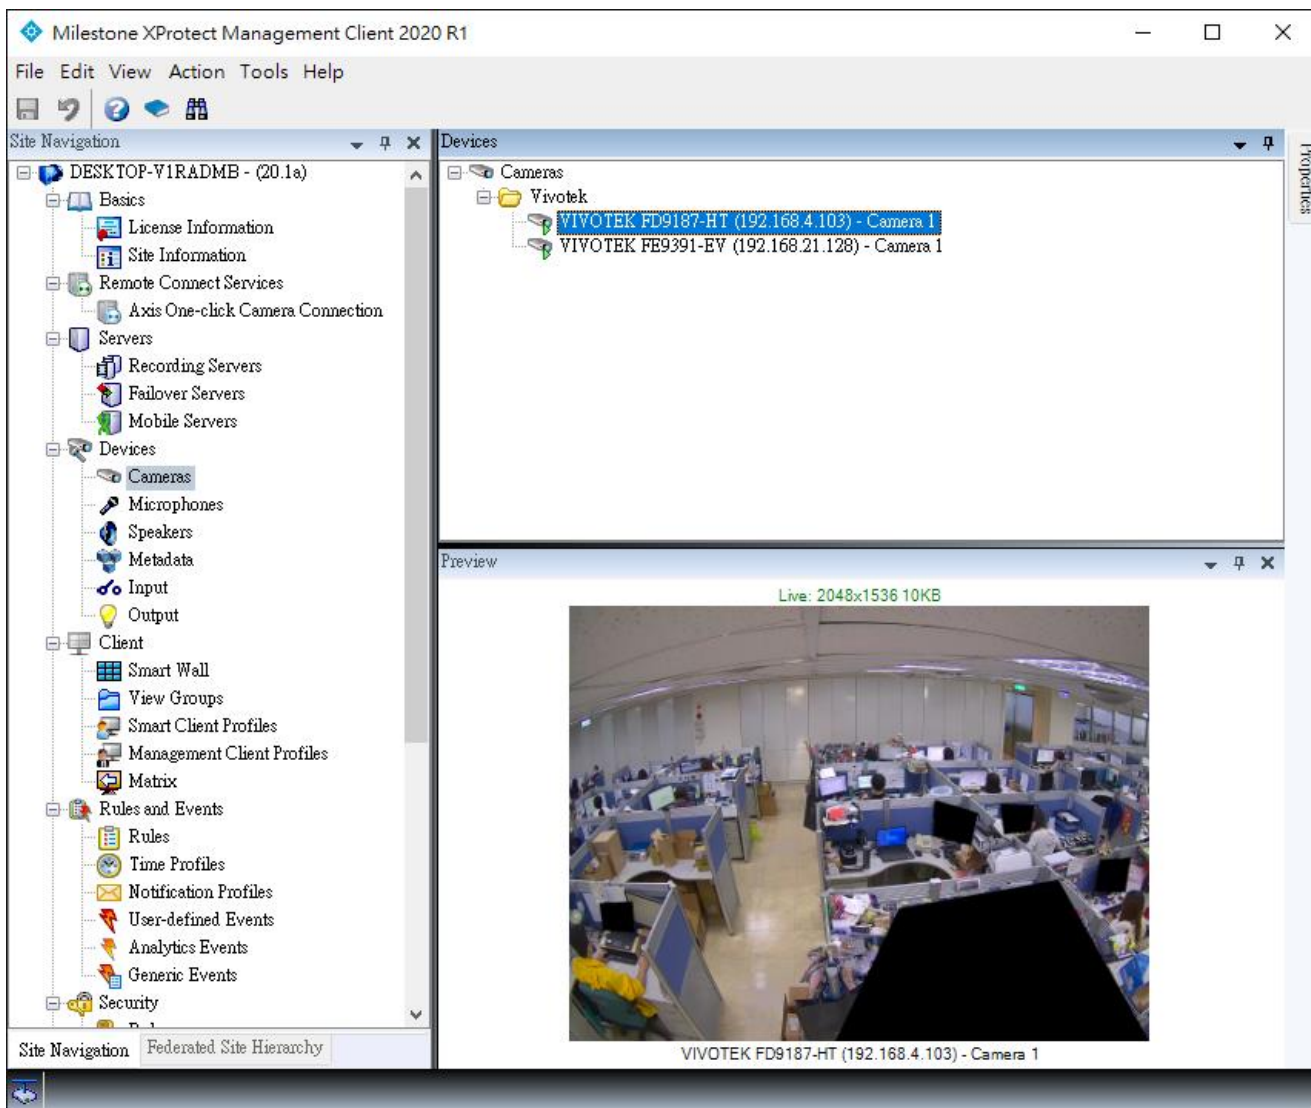 Milestone XProtect Management Client 2020 R1
File Edit View Action Tools Help
Site Navigation
DESKTOP-V1RADMB - (20.1a)
Basics
License Information
Site Information
Remote Connect Services
Axis One-click Camera Connection
Servers
Recording Servers
Failover Servers
Mobile Servers
Devices
Cameras
Microphones
Speakers
Metadata
Input
Output
Client
Smart Wall
View Groups
Smart Client Profiles
Management Client Profiles
Matrix
Rules and Events
Rules
Time Profiles
Notification Profiles
User-defined Events
Analytics Events
Generic Events
Security
Site Navigation
Federated Site Hierarchy
Devices
Cameras
Vivotek
VIVOTEK FD9187-HT (192.168.4.103) - Camera 1
VIVOTEK FE9391-EV (192.168.21.128) - Camera 1
Preview
Live: 2048x1536 10KB
VIVOTEK FD9187-HT (192.168.4.103) - Camera 1
Properties